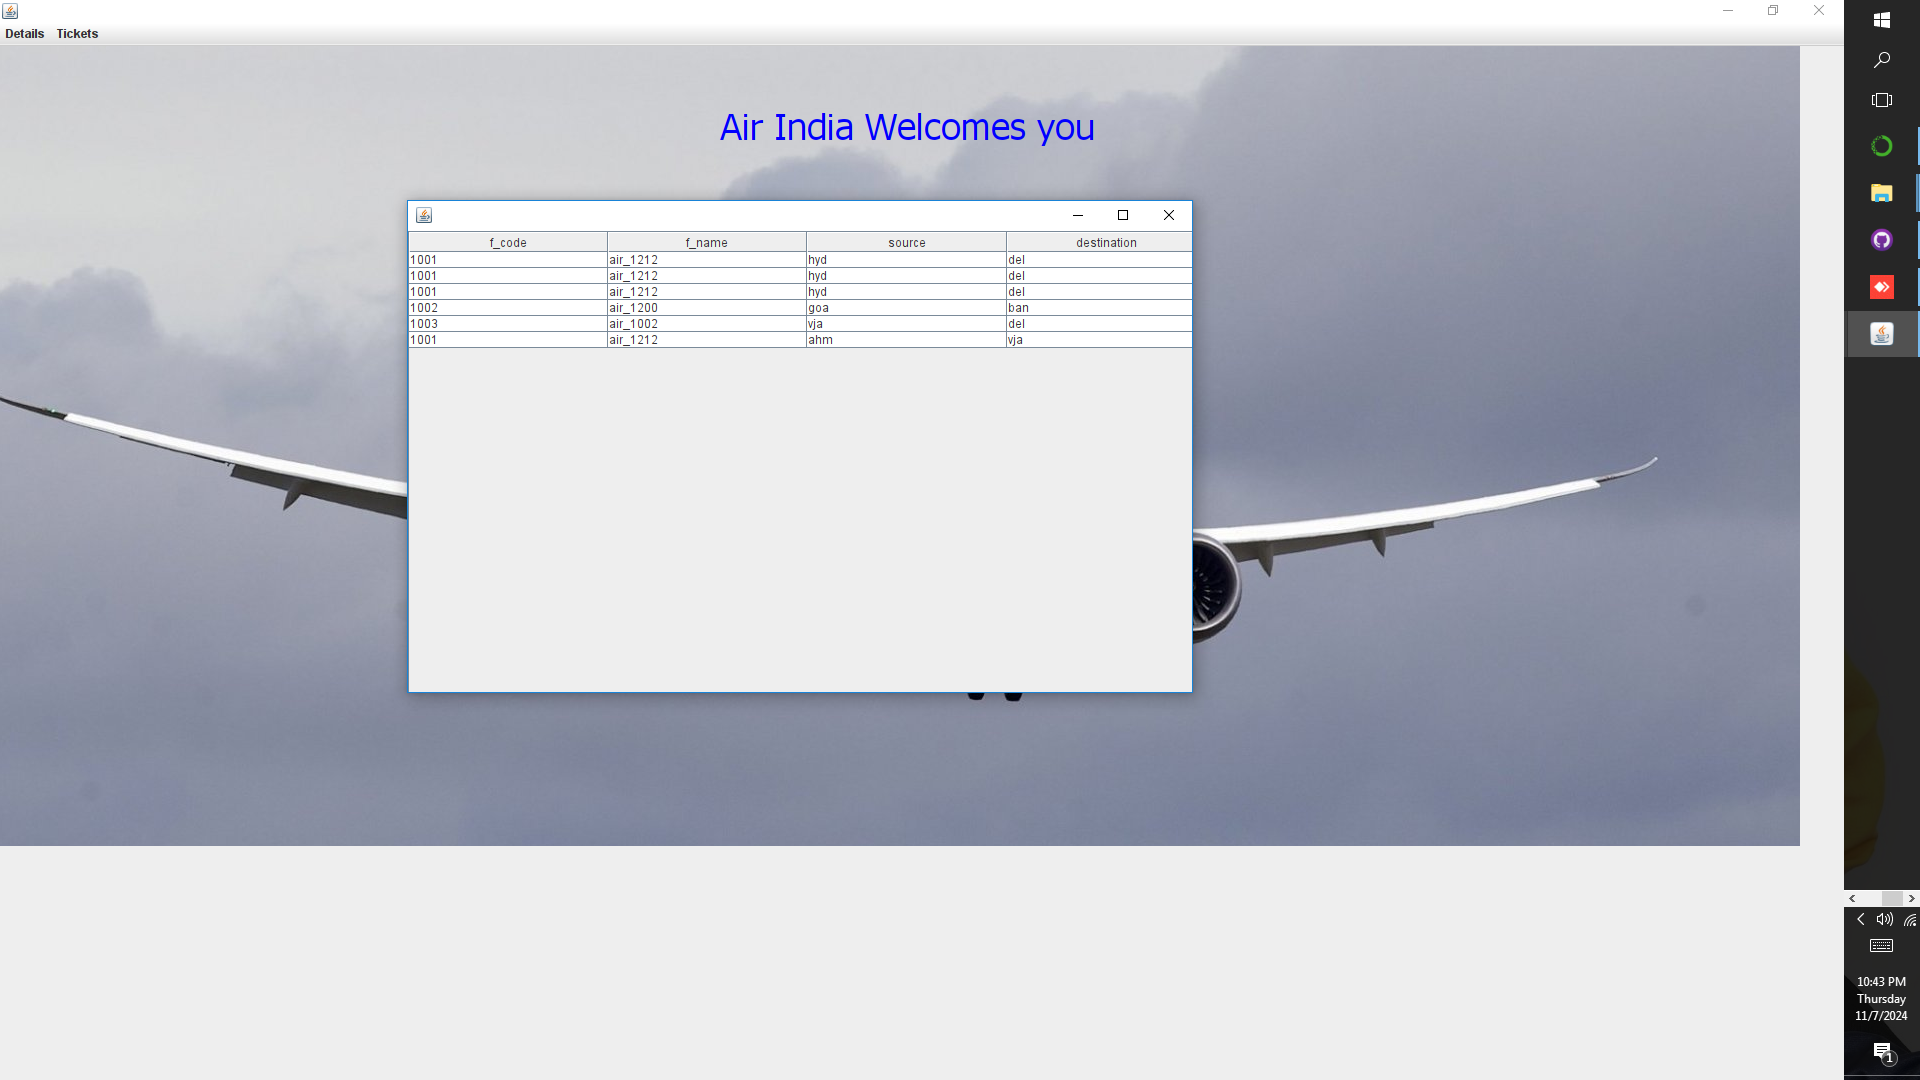 Details Tickets
Air India Welcomes you
f_code f_name source destination
1001 air_1212 hyd del
1001 air_1212 hyd del
1001 air_1212 hyd del
1002 air_1200 goa ban
1003 air_1002 vja del
1001 air_1212 ahm vja
10:43 PM
Thursday
11/7/2024
1